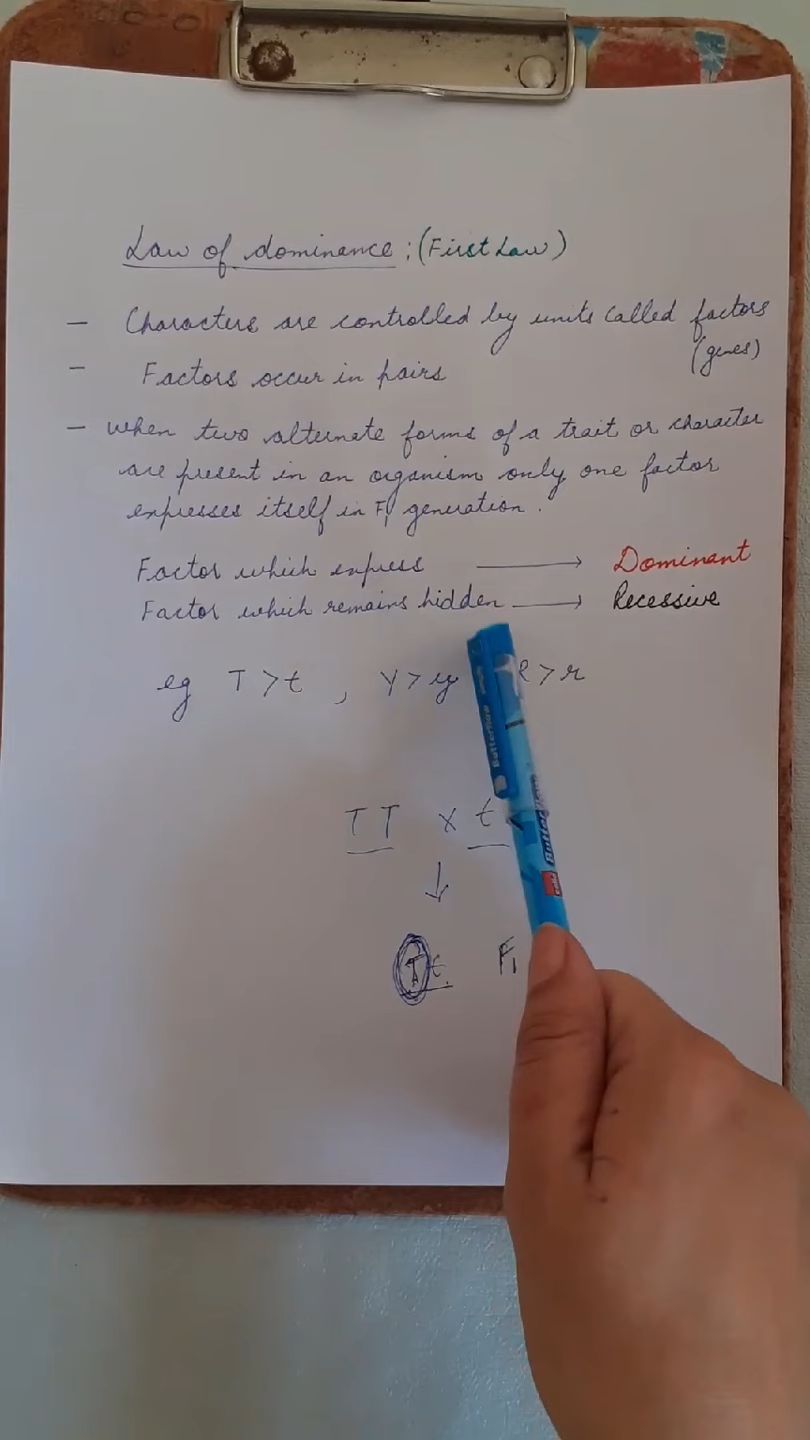 Law of dominance : (First Law)
- Characters are controlled by units called factors
(genes)
- Factors occur in pairs
- When two alternate forms of a trait or character
are present in an organism only one factor
expresses itself in F1 generation.
Factor which express → Dominant
Factor which remains hidden → Recessive
eg T > t , Y > y R > r
TT x t
↓
Tt F1
Butterflow
Butterflow